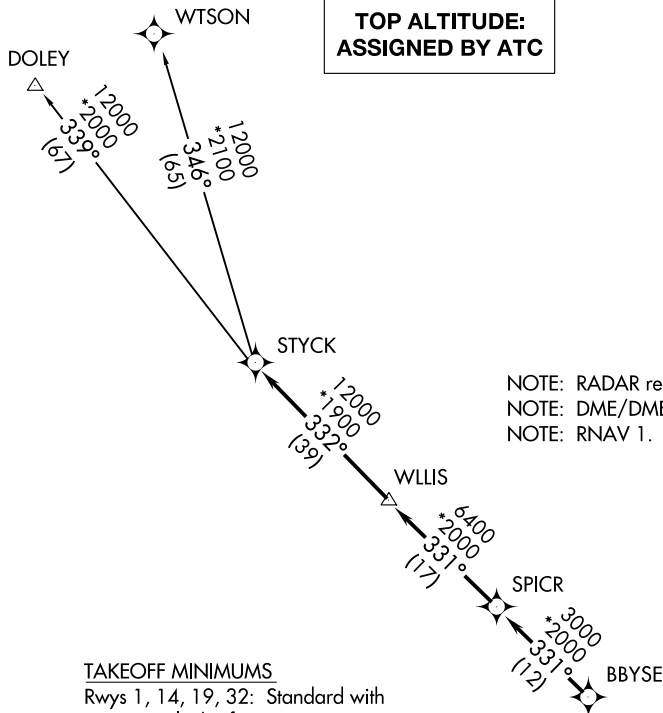 TOP ALTITUDE:
ASSIGNED BY ATC
WTSON
DOLEY
12000
*2000
339°
(67)
12000
*2100
346°
(65)
STYCK
12000
*1900
332°
(39)
NOTE: RADAR
NOTE: DME/DME
NOTE: RNAV 1.
WLLIS
6400
*2000
331°
(17)
SPICR
3000
*2000
331°
(12)
BBYSE
TAKEOFF MINIMUMS
Rwys 1, 14, 19, 32: Standard with